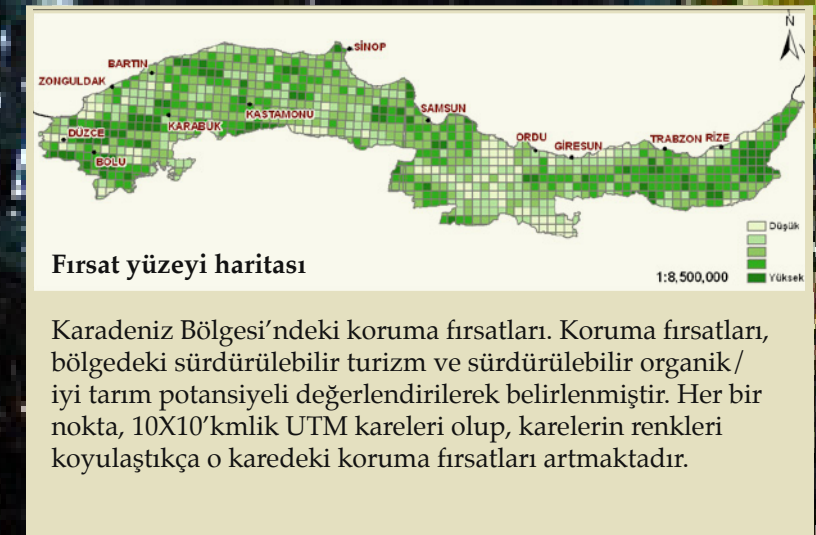 N
SİNOP
BARTIN
ZONGULDAK
KASTAMONU
SAMSUN
KARABUK
DÜZCE
ORDU
GİRESUN
TRABZON RİZE
BOLU
Düşük
Fırsat yüzeyi haritası
1:8,500,000
Yüksek
Karadeniz Bölgesi’ndeki koruma fırsatları. Koruma fırsatları,
bölgedeki sürdürülebilir turizm ve sürdürülebilir organik/
iyi tarım potansiyeli değerlendirilerek belirlenmiştir. Her bir
nokta, 10X10’kmlik UTM kareleri olup, karelerin renkleri
koyulaştıkça o karedeki koruma fırsatları artmaktadır.